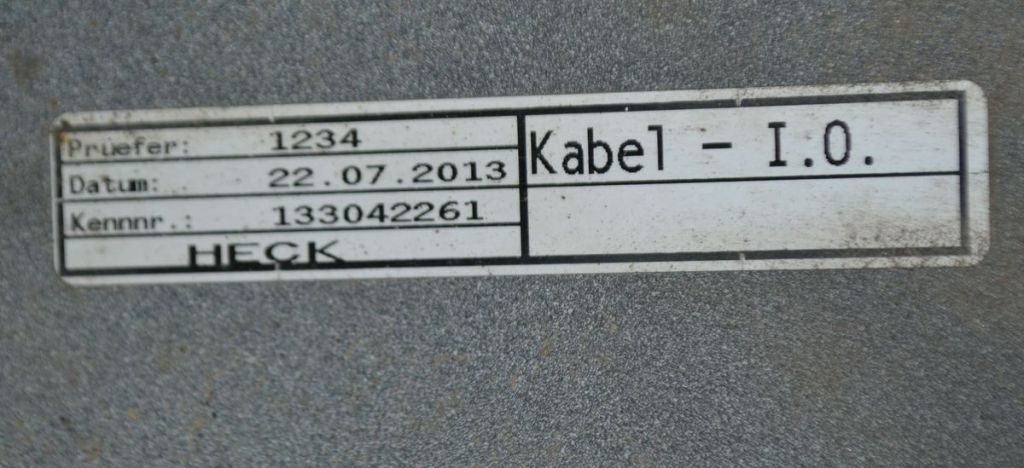 Pruefer: 1234
Datum: 22.07.2013
Kennnr.: 133042261
HECK
Kabel - I.O.